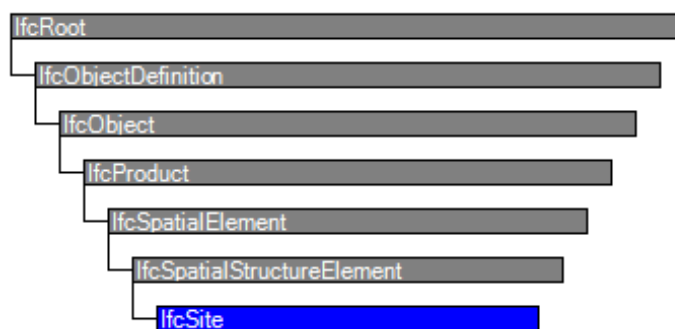 IfcRoot
IfcObjectDefinition
IfcObject
IfcProduct
IfcSpatialElement
IfcSpatialStructureElement
IfcSite